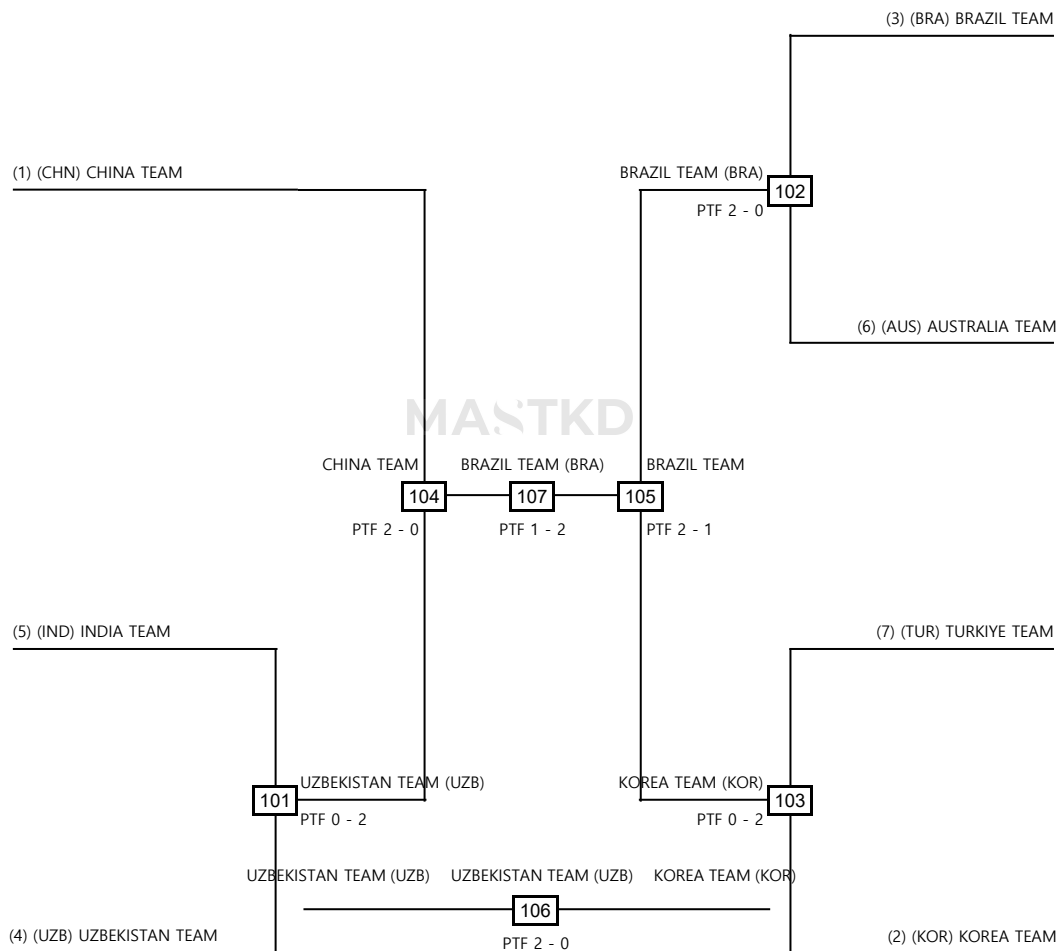 (3) (BRA) BRAZIL TEAM
(1) (CHN) CHINA TEAM
BRAZIL TEAM (BRA)
102
PTF 2 - 0
(6) (AUS) AUSTRALIA TEAM
MASTKD
CHINA TEAM
BRAZIL TEAM (BRA)
BRAZIL TEAM
104
107
105
PTF 2 - 0
PTF 1 - 2
PTF 2 - 1
(5) (IND) INDIA TEAM
(7) (TUR) TURKIYE TEAM
UZBEKISTAN TEAM (UZB)
KOREA TEAM (KOR)
101
103
PTF 0 - 2
PTF 0 - 2
UZBEKISTAN TEAM (UZB)
UZBEKISTAN TEAM (UZB)
KOREA TEAM (KOR)
106
(4) (UZB) UZBEKISTAN TEAM
PTF 2 - 0
(2) (KOR) KOREA TEAM